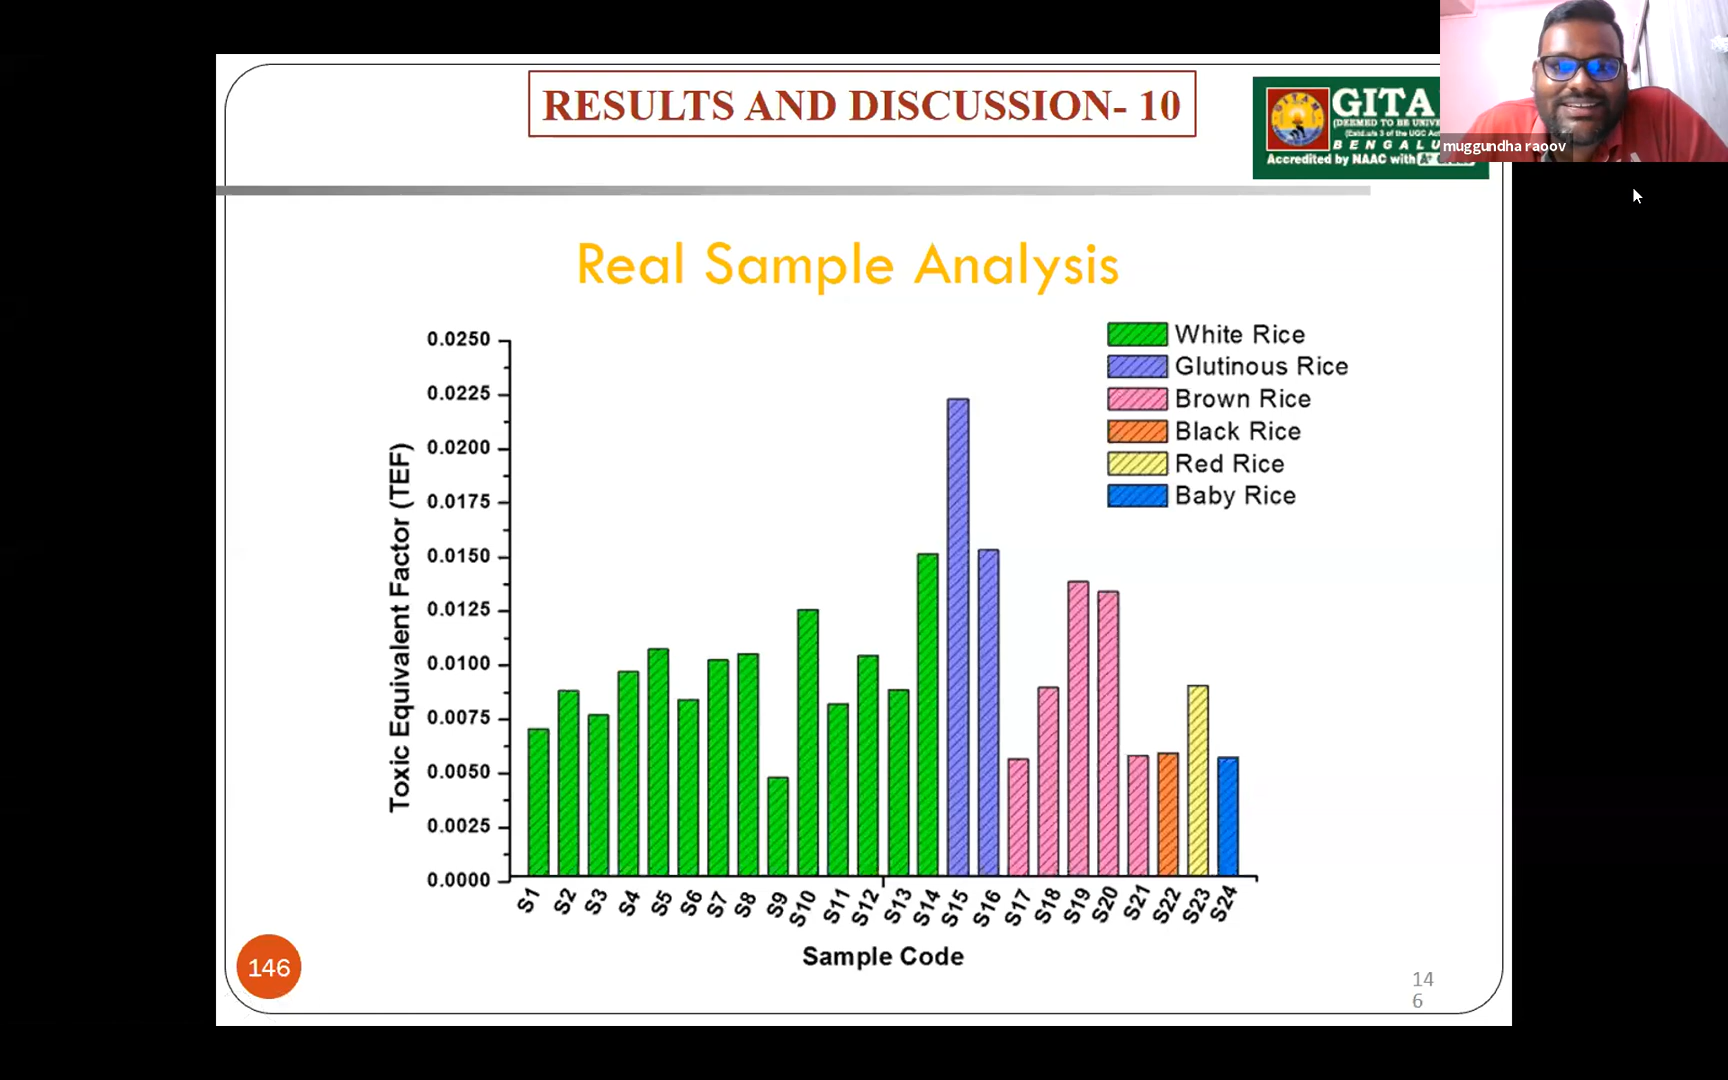 RESULTS AND DISCUSSION- 10
GITA
(DEEMED TO BE UNIVE
BENGALU
Accredited by NAAC with A+
muggundha raoov
Real Sample Analysis
White Rice
Glutinous Rice
Brown Rice
Black Rice
Red Rice
Baby Rice
Toxic Equivalent Factor (TEF)
0.0250
0.0225
0.0200
0.0175
0.0150
0.0125
0.0100
0.0075
0.0050
0.0025
0.0000
S1 S2 S3 S4 S5 S6 S7 S8 S9 S10 S11 S12 S13 S14 S15 S16 S17 S18 S19 S20 S21 S22 S23 S24
Sample Code
146
14
6